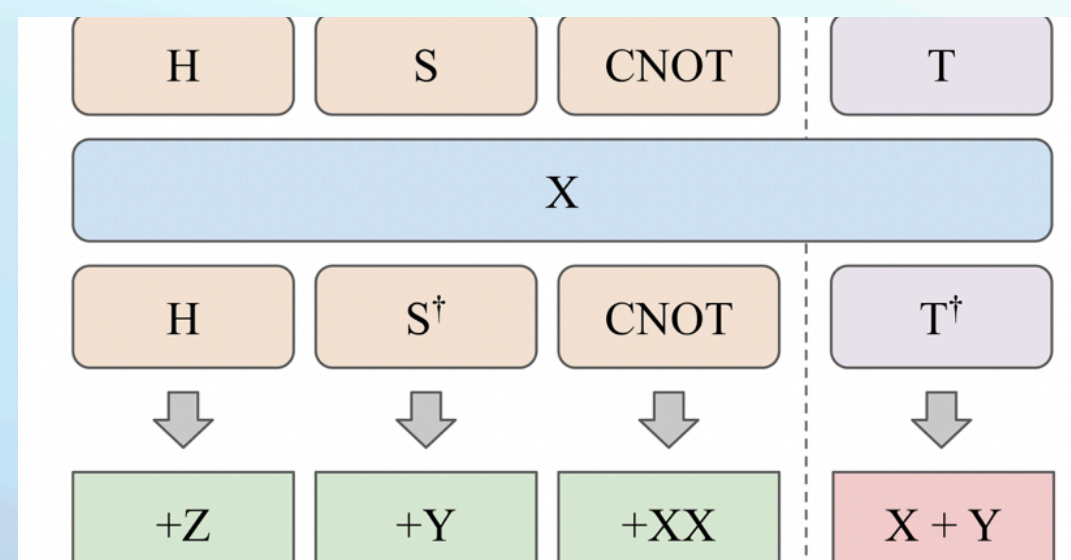 H S CNOT T
X
H S† CNOT T†
+Z +Y +XX X + Y